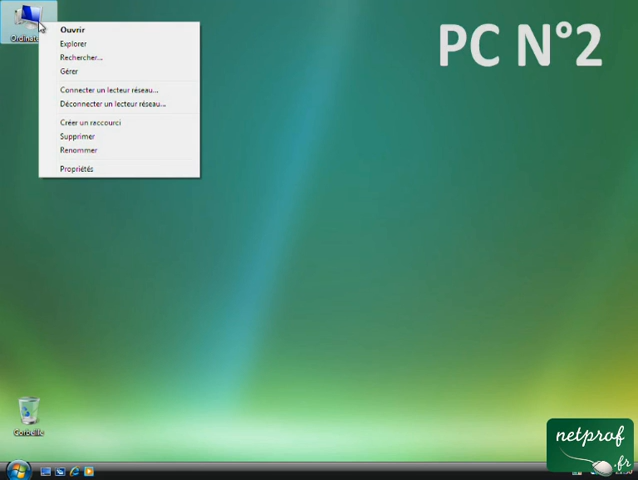 PC N°2
Ouvrir
Explorer
Rechercher...
Gérer
Connecter un lecteur réseau...
Déconnecter un lecteur réseau...
Créer un raccourci
Supprimer
Renommer
Propriétés
Corbeille
netprof
.fr